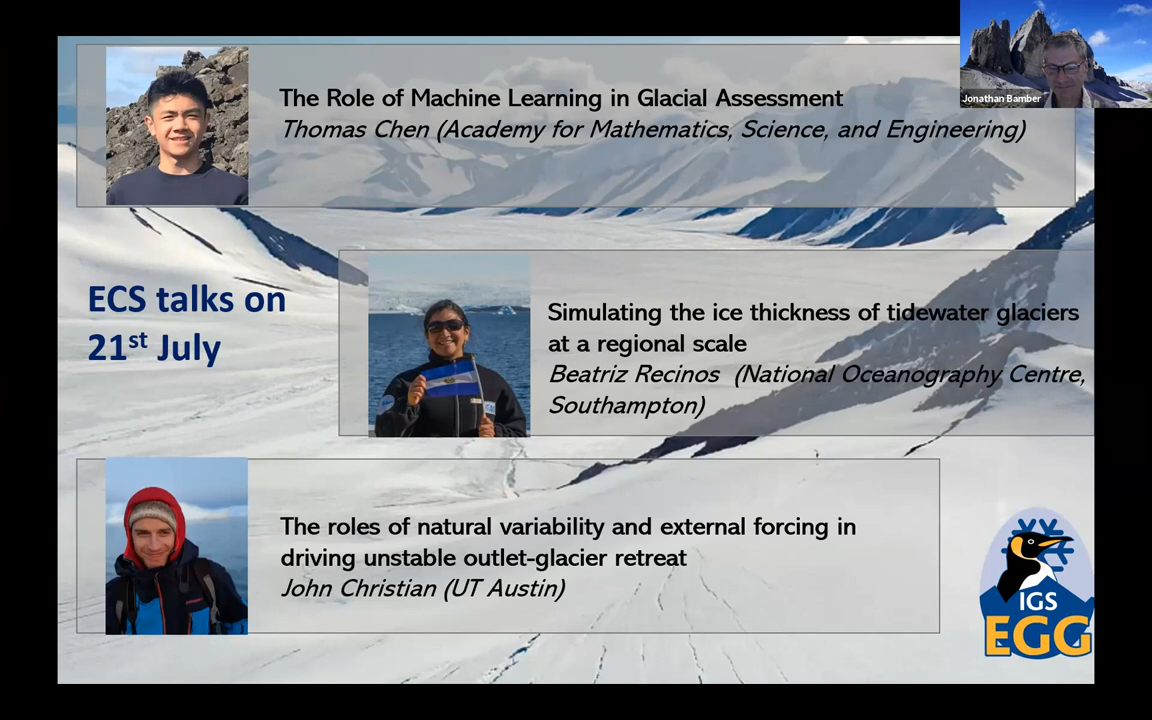 Jonathan Bamber
The Role of Machine Learning in Glacial Assessment
Thomas Chen (Academy for Mathematics, Science, and Engineering)
ECS talks on
21st July
Simulating the ice thickness of tidewater glaciers
at a regional scale
Beatriz Recinos (National Oceanography Centre,
Southampton)
The roles of natural variability and external forcing in
driving unstable outlet-glacier retreat
John Christian (UT Austin)
IGS
EGG